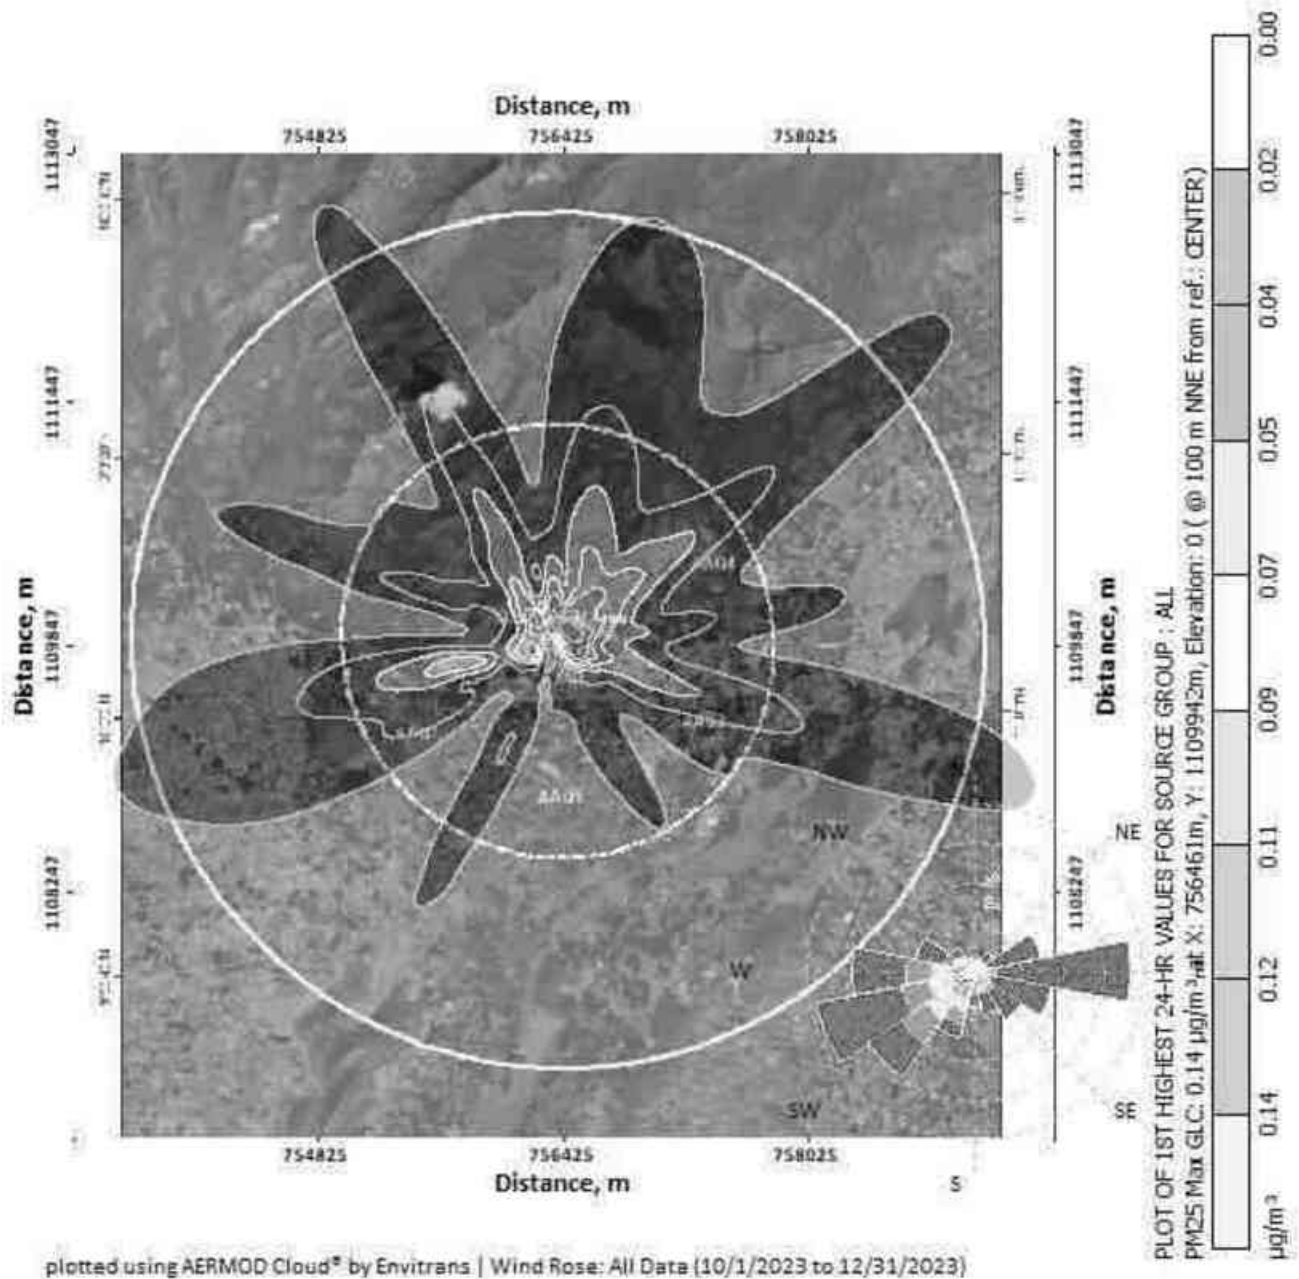 Distance, m
754825 756425 758025
1113047
1113047
1111447
1111447
Distance, m
1109847
1109847
Distance, m
1108247
1108247
NW
NE
W
SW
SE
S
754825 756425 758025
Distance, m
plotted using AERMOD Cloud® by Envitrans | Wind Rose: All Data (10/1/2023 to 12/31/2023)
PLOT OF 1ST HIGHEST 24-HR VALUES FOR SOURCE GROUP : ALL
PM25 Max GLC: 0.14 µg/m³, at X: 756461m, Y: 1109942m, Elevation: 0 ( @ 100 m NNE from ref.: CENTER)
µg/m³ 0.14 0.12 0.11 0.09 0.07 0.05 0.04 0.02 0.00